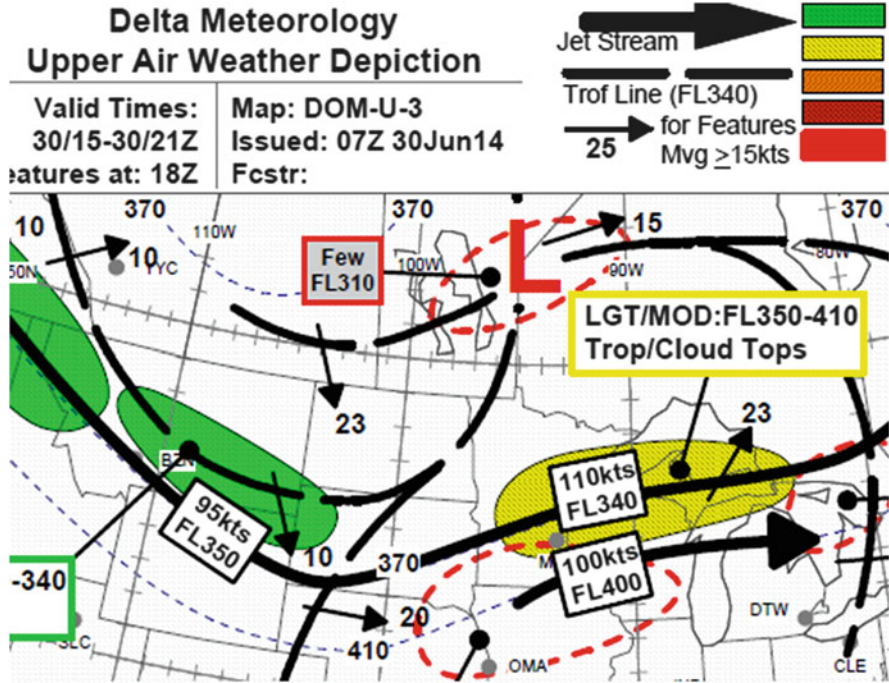 Delta Meteorology
Upper Air Weather Depiction
Valid Times:
30/15-30/21Z
eatures at: 18Z
Map: DOM-U-3
Issued: 07Z 30Jun14
Fcstr:
Jet Stream
Trof Line (FL340)
25
for Features
Mvg ≥15kts
10
370
110W
370
15
370
50N
10
YYC
Few
FL310
100W
L
90W
80W
LGT/MOD:FL350-410
Trop/Cloud Tops
23
23
BZN
95kts
FL350
110kts
FL340
10
370
M
100kts
FL400
-340
20
410
SLC
OMA
DTW
CLE